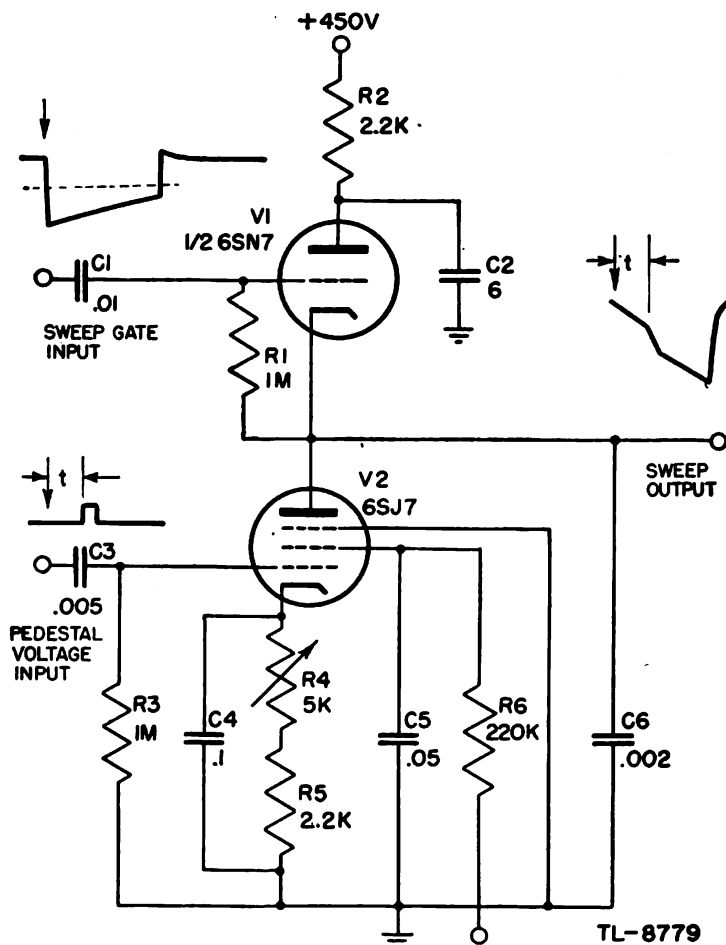 +450V
R2
2.2K
V1
1/2 6SN7
C1
.01
SWEEP GATE
INPUT
R1
1M
C2
6
t
SWEEP
OUTPUT
t
V2
6SJ7
C3
.005
PEDESTAL
VOLTAGE
INPUT
R3
1M
C4
.1
R4
5K
R5
2.2K
C5
.05
R6
220K
C6
.002
TL-8779